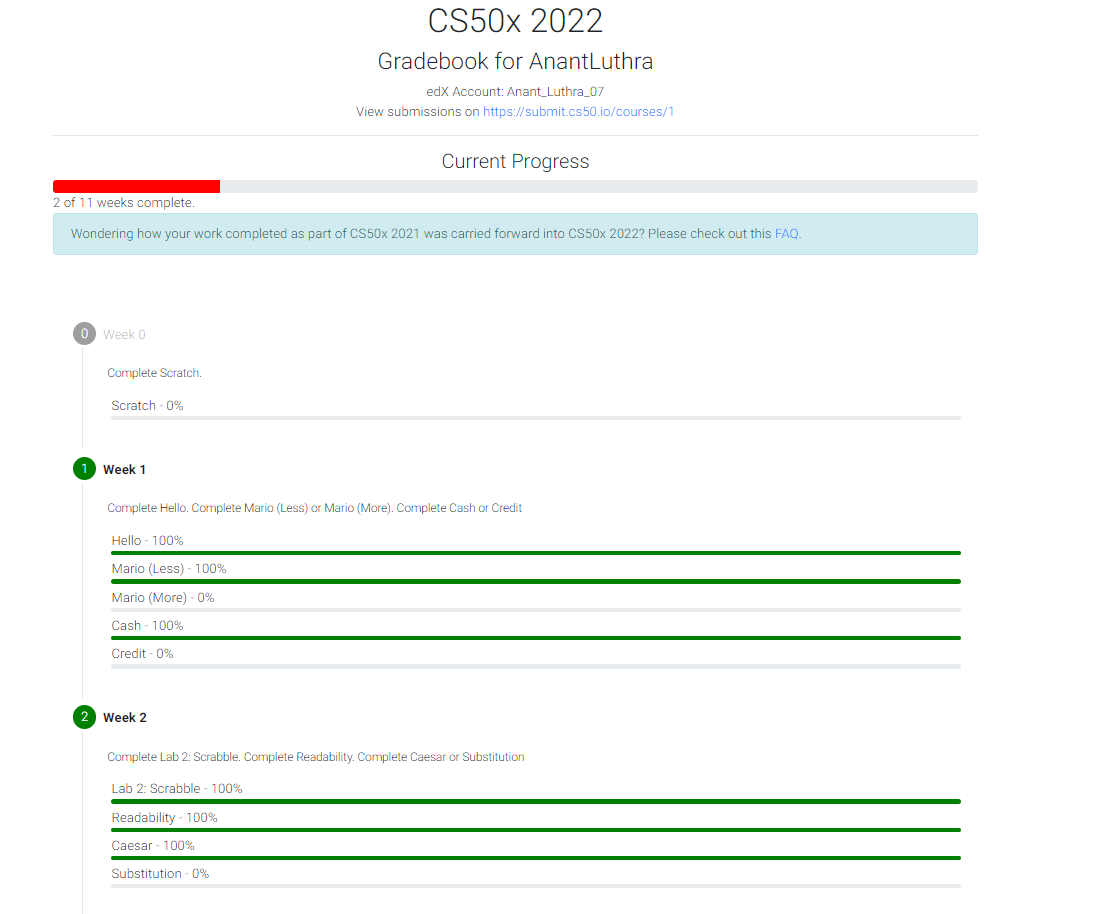 CS50x 2022
Gradebook for AnantLuthra
edX Account: Anant_Luthra_07
View submissions on https://submit.cs50.io/courses/1
Current Progress
2 of 11 weeks complete.
Wondering how your work completed as part of CS50x 2021 was carried forward into CS50x 2022? Please check out this FAQ.
0 Week 0
Complete Scratch.
Scratch - 0%
1 Week 1
Complete Hello. Complete Mario (Less) or Mario (More). Complete Cash or Credit
Hello - 100%
Mario (Less) - 100%
Mario (More) - 0%
Cash - 100%
Credit - 0%
2 Week 2
Complete Lab 2: Scrabble. Complete Readability. Complete Caesar or Substitution
Lab 2: Scrabble - 100%
Readability - 100%
Caesar - 100%
Substitution - 0%